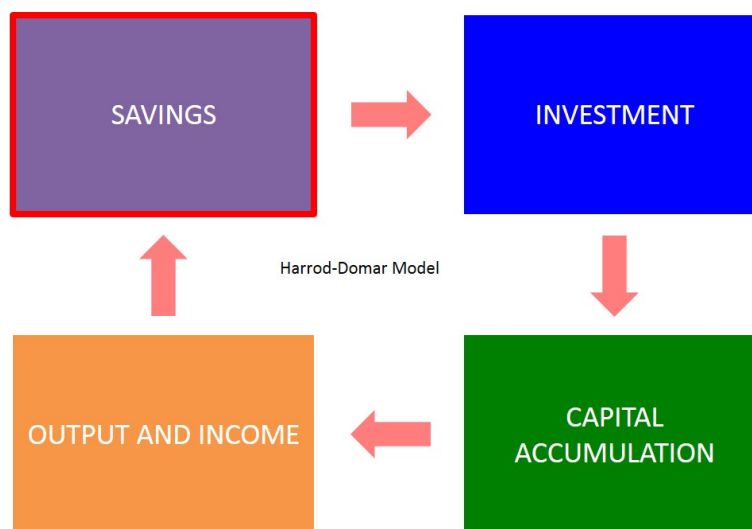 SAVINGS
INVESTMENT
Harrod-Domar Model
OUTPUT AND INCOME
CAPITAL
ACCUMULATION